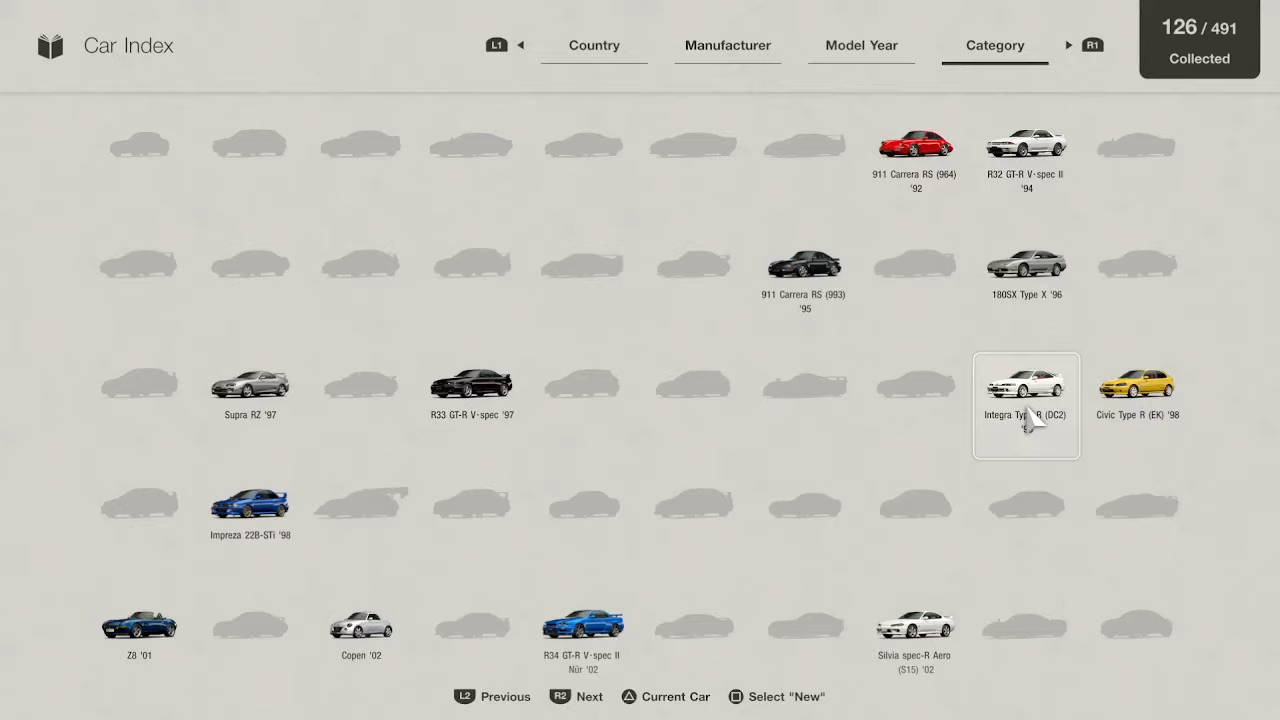 Car Index
L1
Country
Manufacturer
Model Year
Category
R1
126 / 491
Collected
911 Carrera RS (964)
'92
R32 GT-R V·spec II
'94
911 Carrera RS (993)
'95
180SX Type X '96
Supra RZ '97
R33 GT-R V·spec '97
Integra R (DC2)
Civic Type R (EK) '98
Impreza 22B-STi '98
Z8 '01
Copen '02
R34 GT-R V·spec II
Nür '02
Silvia spec-R Aero
(S15) '02
L2 Previous
R2 Next
Current Car
Select "New"